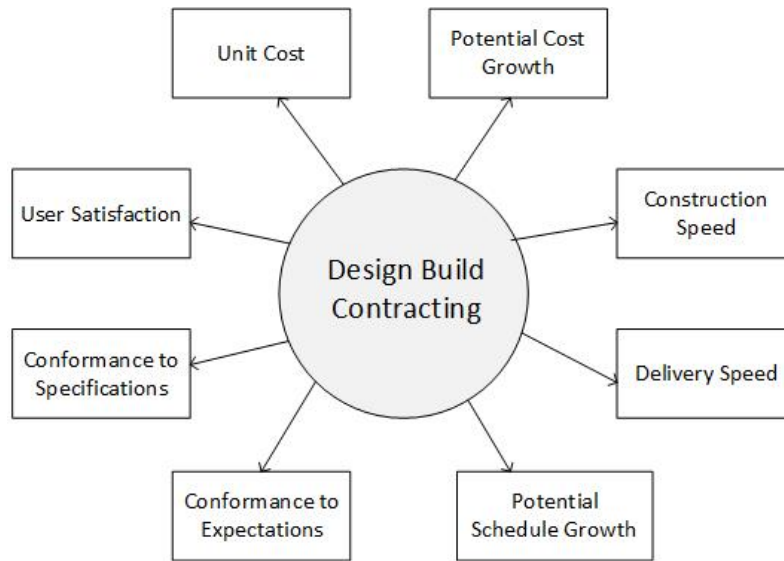 Unit Cost
Potential Cost
Growth
User Satisfaction
Construction
Speed
Design Build
Contracting
Conformance to
Specifications
Delivery Speed
Conformance to
Expectations
Potential
Schedule Growth